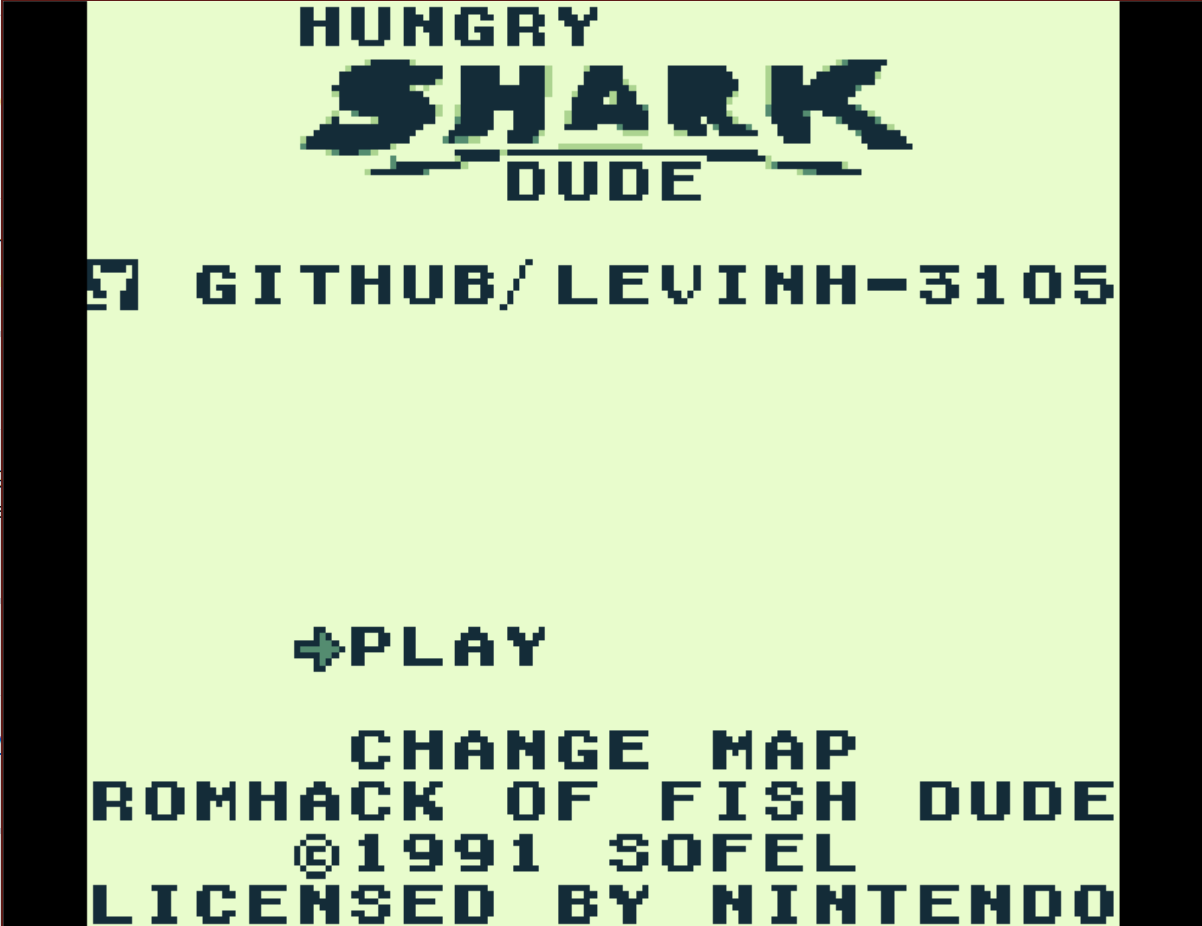 HUNGRY
SHARK
DUDE
GITHUB/LEVINH-3105
PLAY
CHANGE MAP
ROMHACK OF FISH DUDE
©1991 SOFEL
LICENSED BY NINTENDO